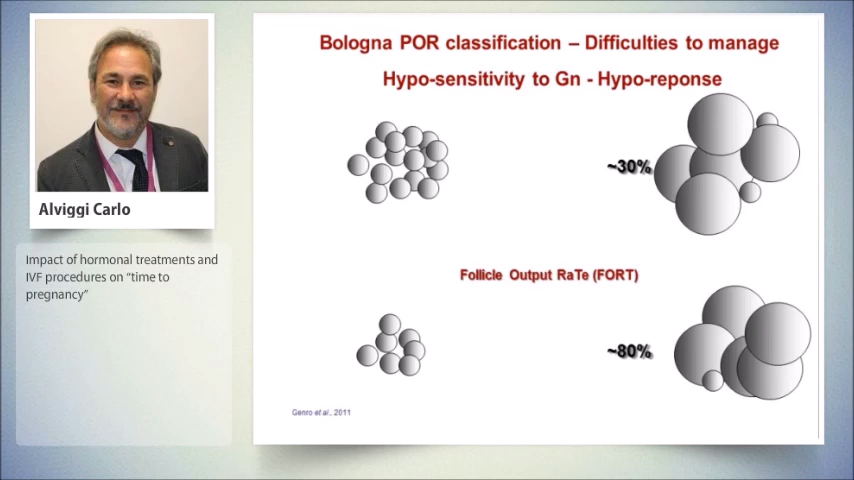 Bologna POR classification – Difficulties to manage
Hypo-sensitivity to Gn - Hypo-reponse
~30%
Follicle Output RaTe (FORT)
~80%
Genro et al., 2011
Alviggi Carlo
Impact of hormonal treatments and
IVF procedures on “time to
pregnancy”